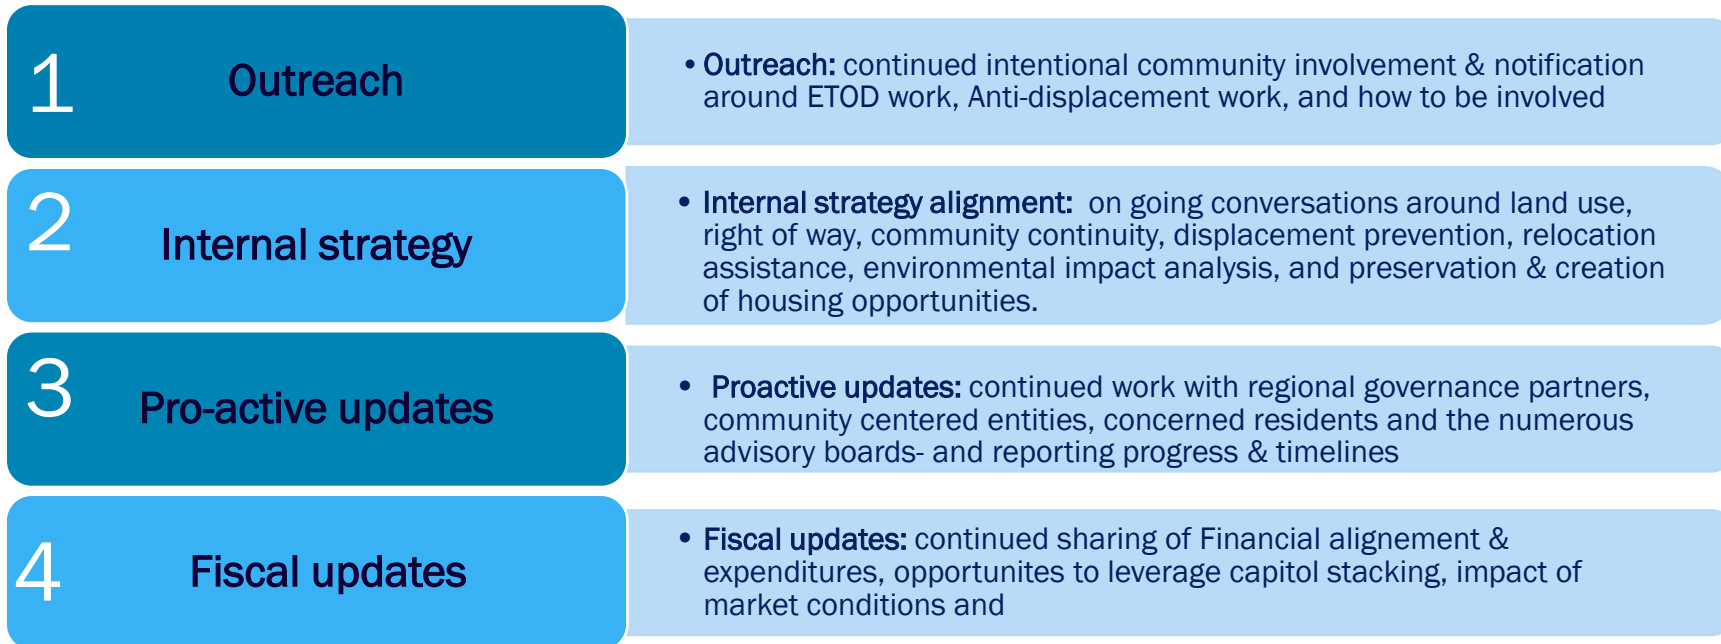 1
Outreach
• Outreach: continued intentional community involvement & notification
around ETOD work, Anti-displacement work, and how to be involved
2
Internal strategy
• Internal strategy alignment: on going conversations around land use,
right of way, community continuity, displacement prevention, relocation
assistance, environmental impact analysis, and preservation & creation
of housing opportunities.
3
Pro-active updates
• Proactive updates: continued work with regional governance partners,
community centered entities, concerned residents and the numerous
advisory boards- and reporting progress & timelines
4
Fiscal updates
• Fiscal updates: continued sharing of Financial alignement &
expenditures, opportunites to leverage capitol stacking, impact of
market conditions and